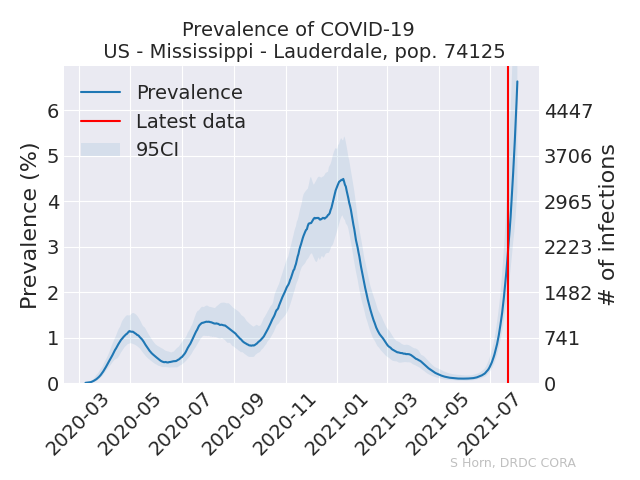 Prevalence of COVID-19
US - Mississippi - Lauderdale, pop. 74125
Prevalence
Latest data
95CI
Prevalence (%)
6
5
4
3
2
1
0
4447
3706
2965
2223
1482
741
0
# of infections
2020-03
2020-05
2020-07
2020-09
2020-11
2021-01
2021-03
2021-05
2021-07
S Horn, DRDC CORA